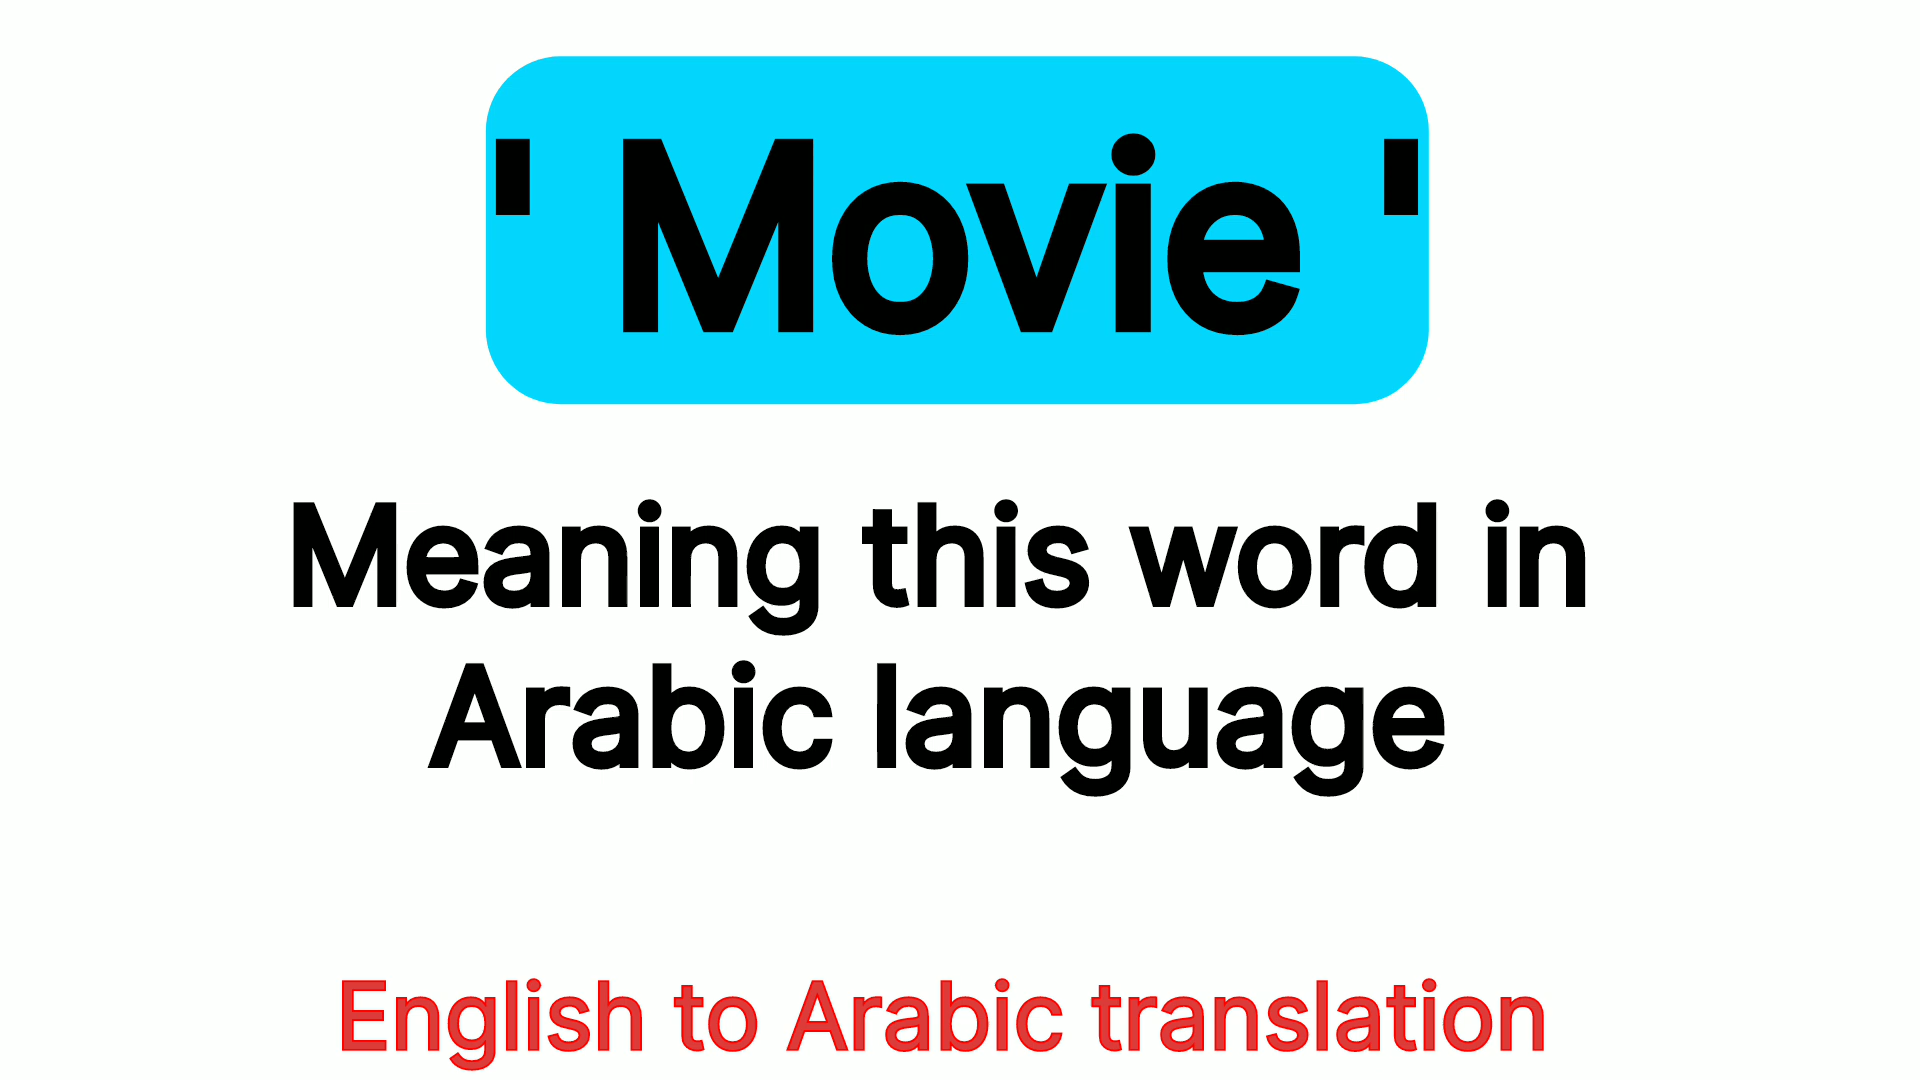 ' Movie '
Meaning this word in
Arabic language
English to Arabic translation